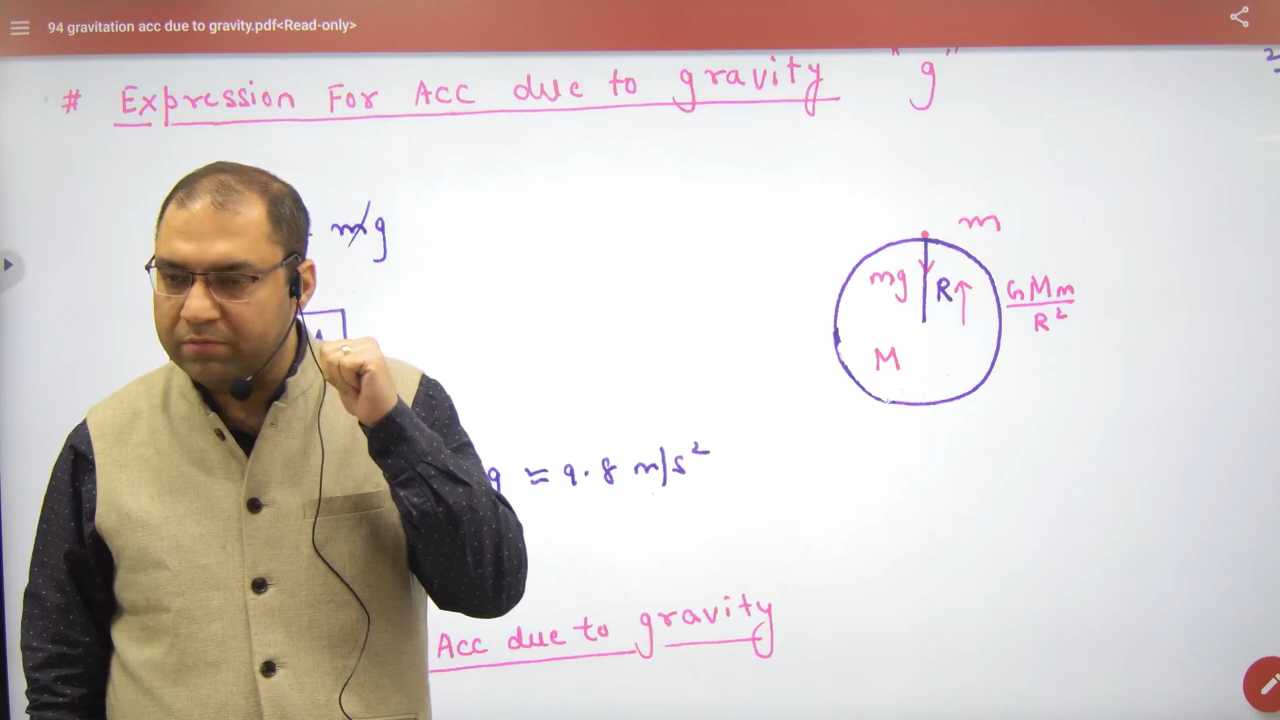 94 gravitation acc due to gravity.pdf<Read-only>
# Expression For Acc due to gravity "g"
mg
m
mg
R
GMm
R²
M
g ≈ 9.8 m/s²
Acc due to gravity